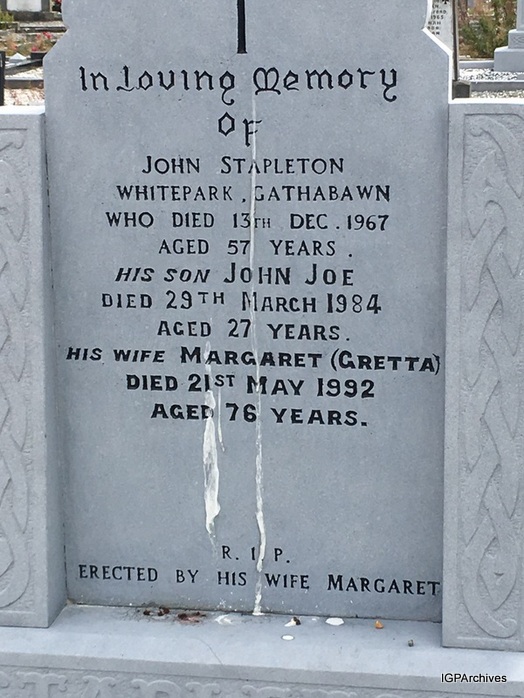 In Loving Memory
OF
JOHN STAPLETON
WHITEPARK, GATHABAWN
WHO DIED 13TH DEC. 1967
AGED 57 YEARS.
HIS SON JOHN JOE
DIED 29TH MARCH 1984
AGED 27 YEARS.
HIS WIFE MARGARET (GRETTA)
DIED 21ST MAY 1992
AGED 76 YEARS.
R. I. P.
ERECTED BY HIS WIFE MARGARET
IGPArchives